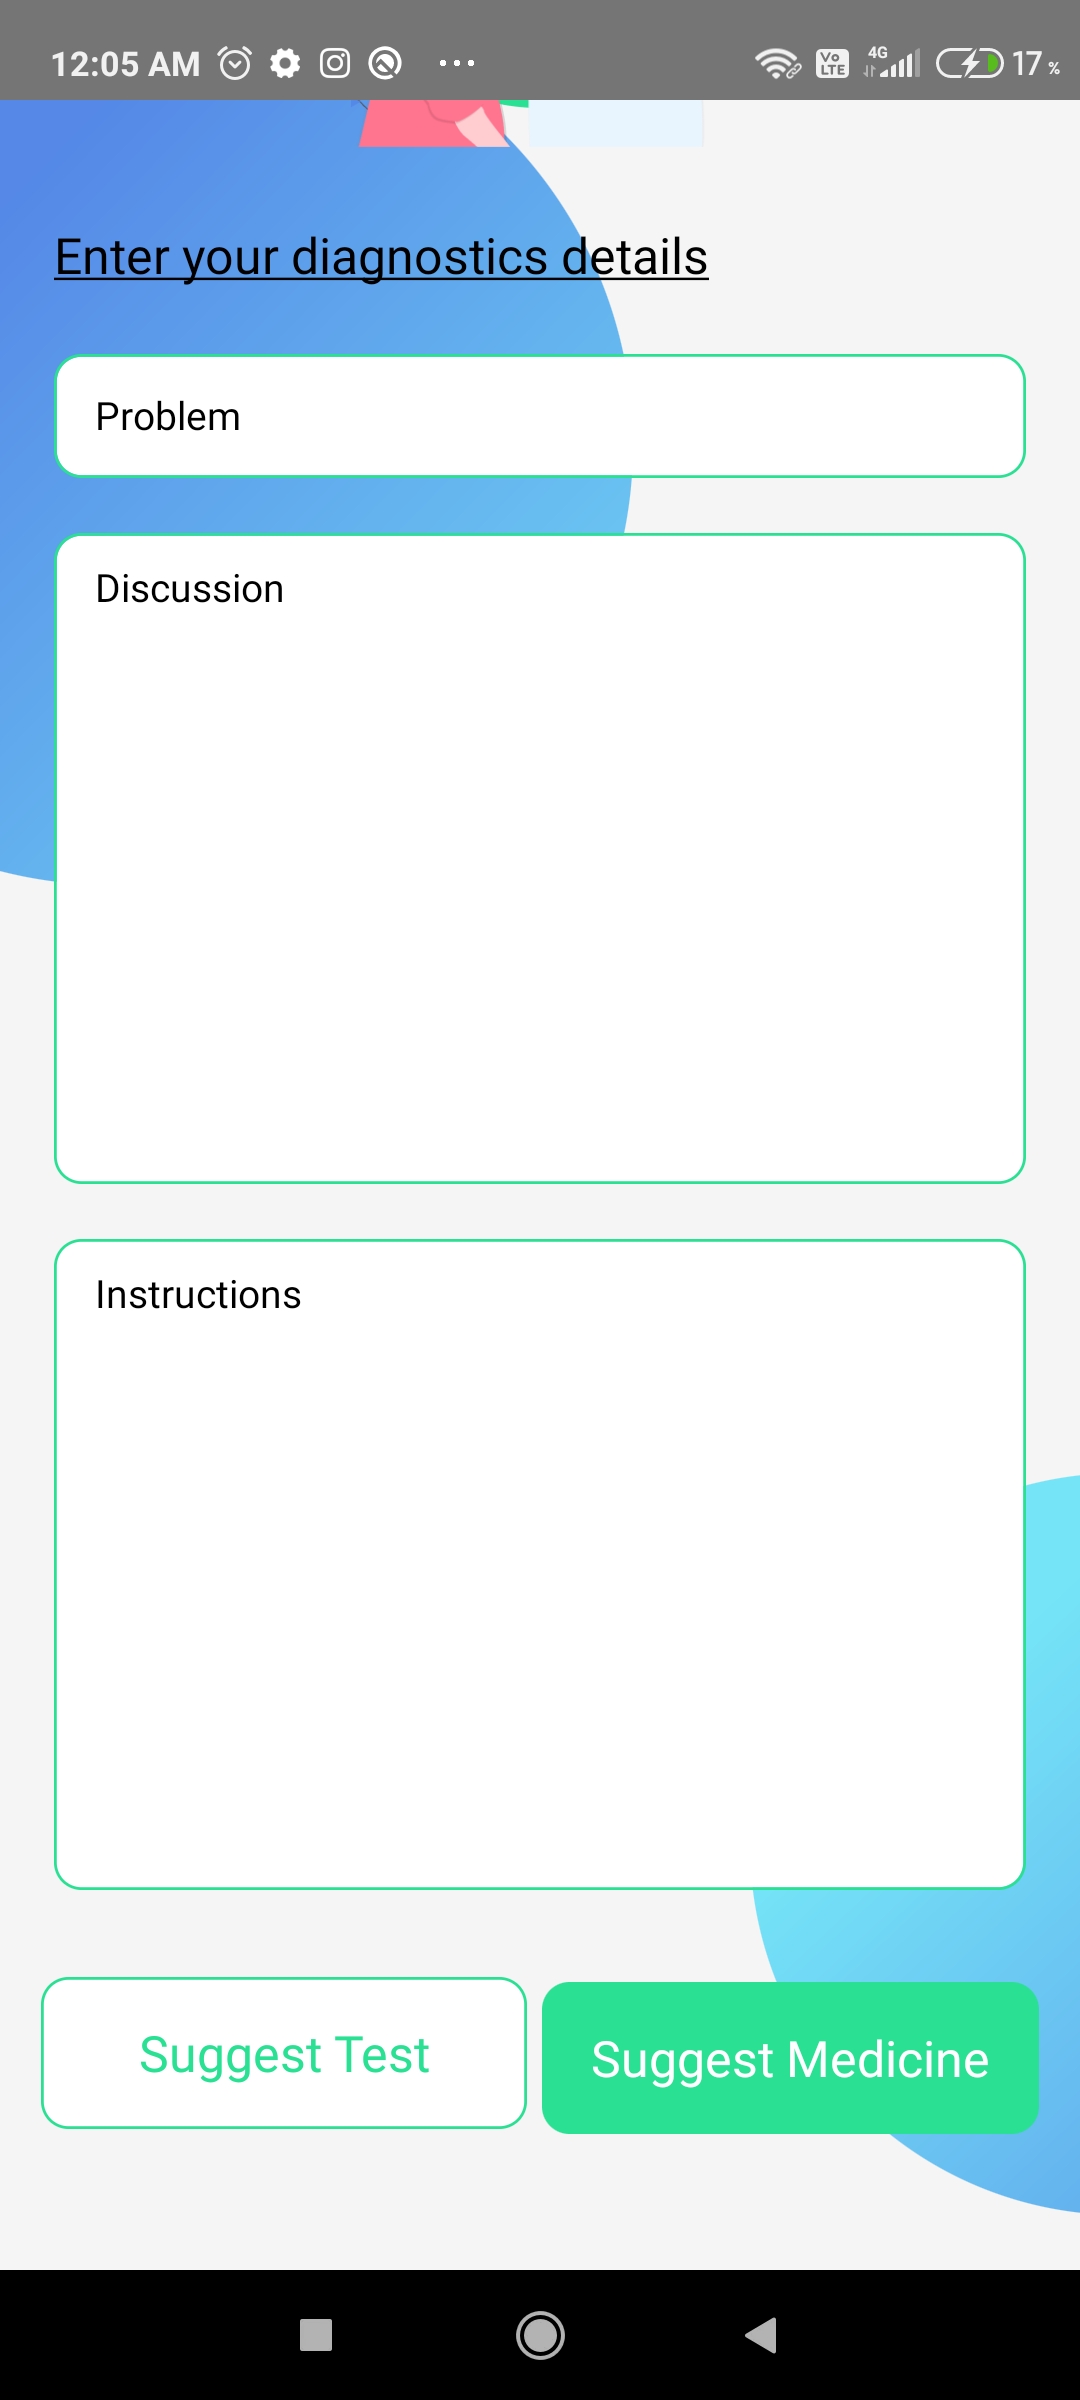 12:05 AM 4G Vo LTE 17 %
Enter your diagnostics details
Problem
Discussion
Instructions
Suggest Test
Suggest Medicine